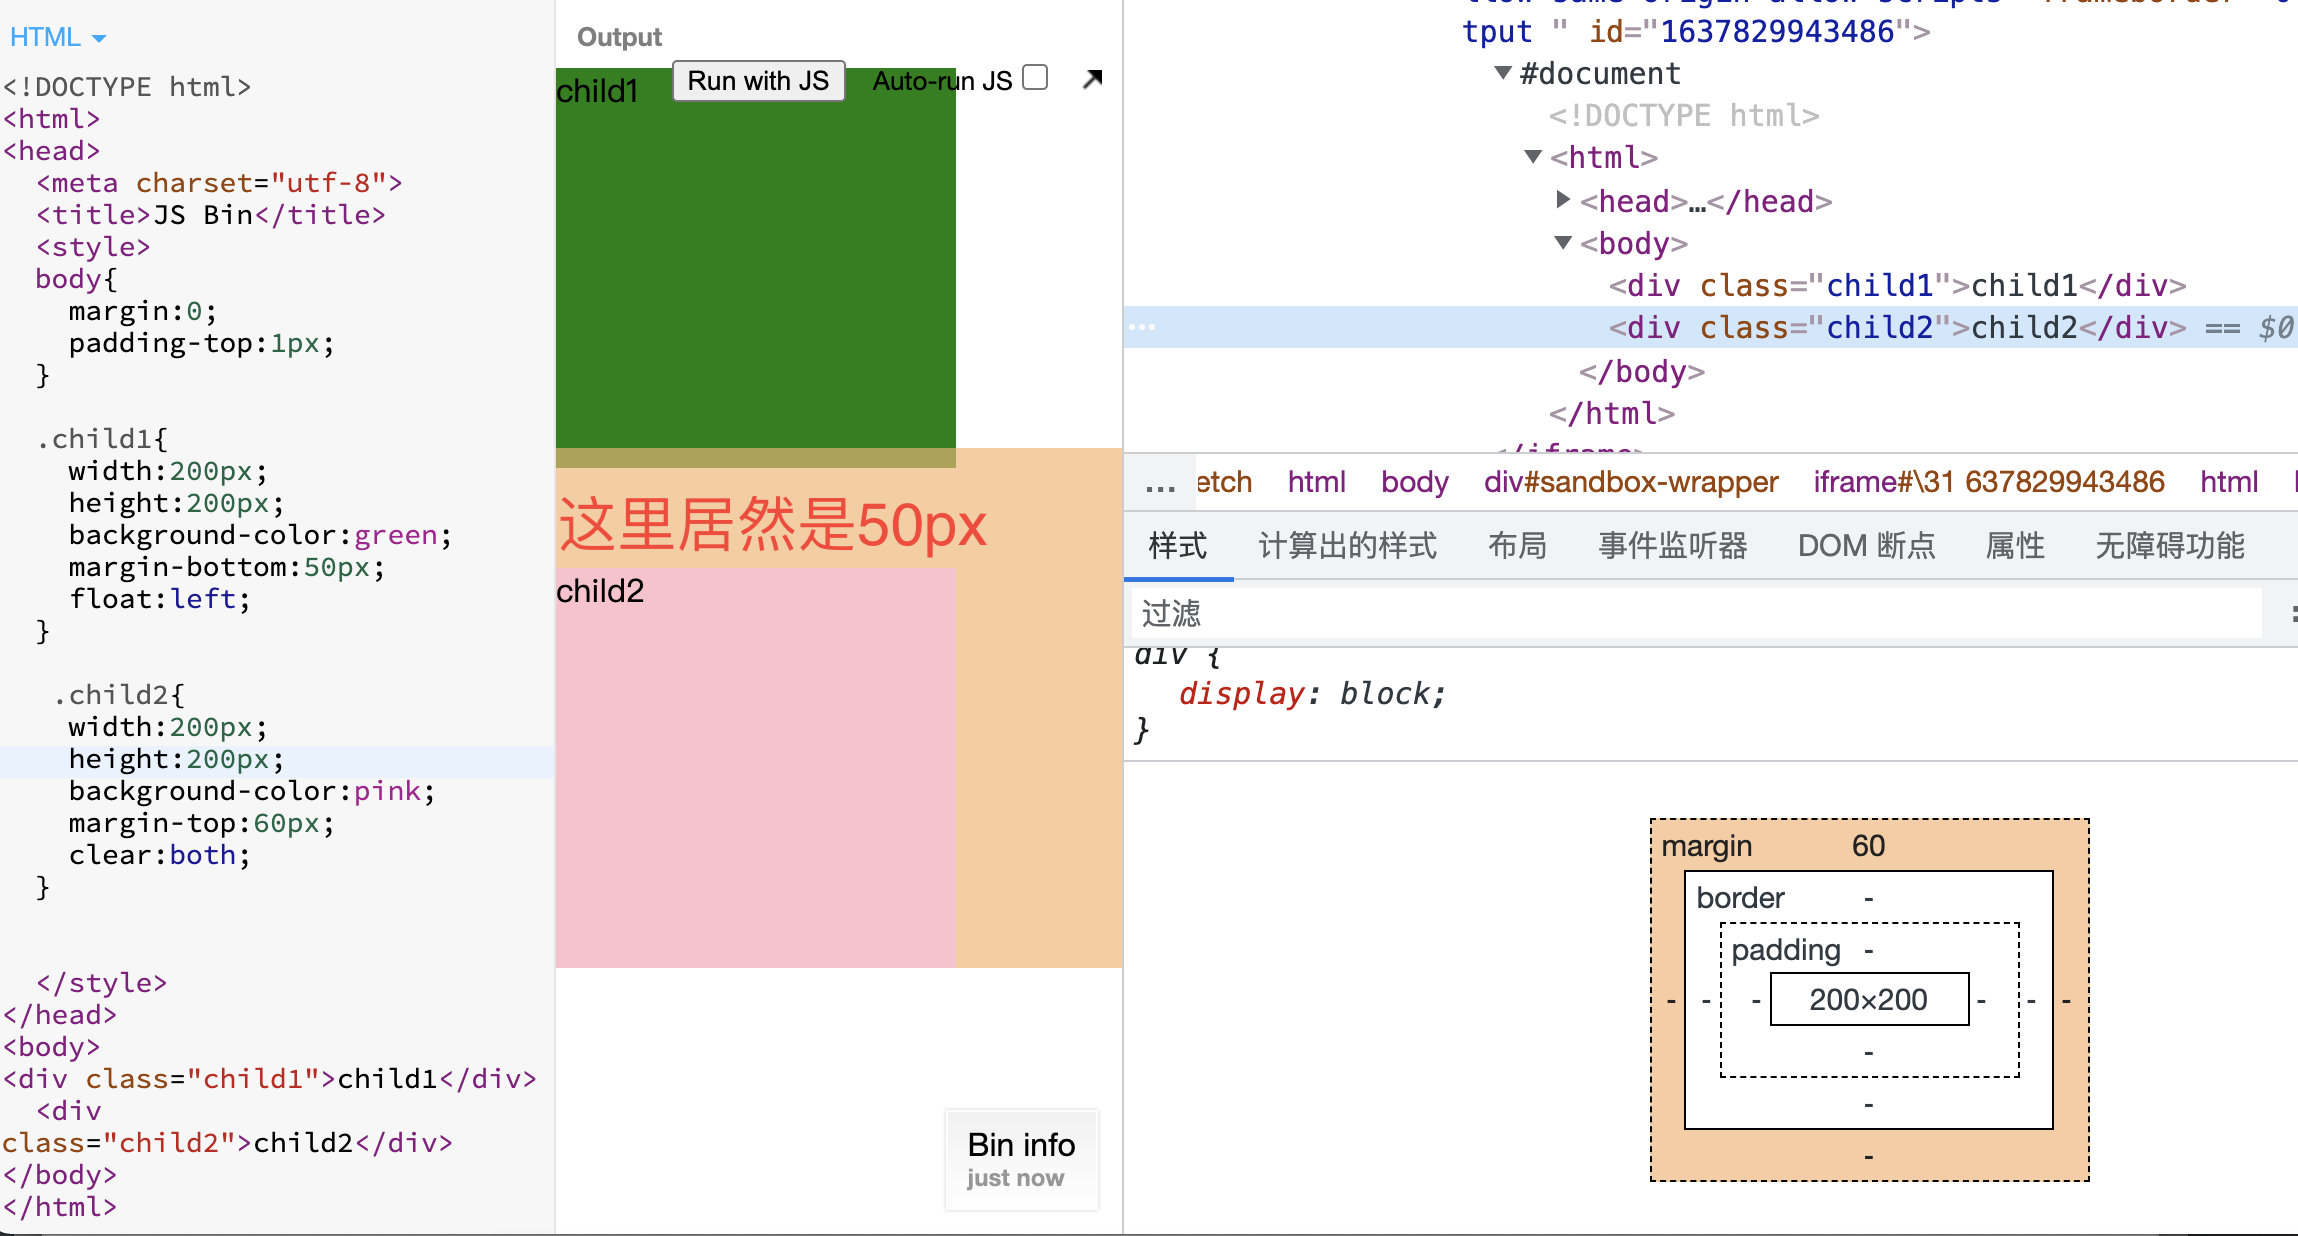 HTML
<!DOCTYPE html>
<html>
<head>
<meta charset="utf-8">
<title>JS Bin</title>
<style>
body{
margin:0;
padding-top:1px;
}
.child1{
width:200px;
height:200px;
background-color:green;
margin-bottom:50px;
float:left;
}
.child2{
width:200px;
height:200px;
background-color:pink;
margin-top:60px;
clear:both;
}
</style>
</head>
<body>
<div class="child1">child1</div>
<div
class="child2">child2</div>
</body>
</html>
Output
child1 Run with JS Auto-run JS
这里居然是50px
child2
Bin info
just now
tput " id="1637829943486">
#document
<!DOCTYPE html>
<html>
<head>…</head>
<body>
<div class="child1">child1</div>
<div class="child2">child2</div> == $0
</body>
</html>
</iframe>
... etch html body div#sandbox-wrapper iframe#\31 637829943486 html
样式 计算出的样式 布局 事件监听器 DOM 断点 属性 无障碍功能
过滤
div {
display: block;
}
margin 60
border -
padding -
- - - 200×200 - - -
-
-
-